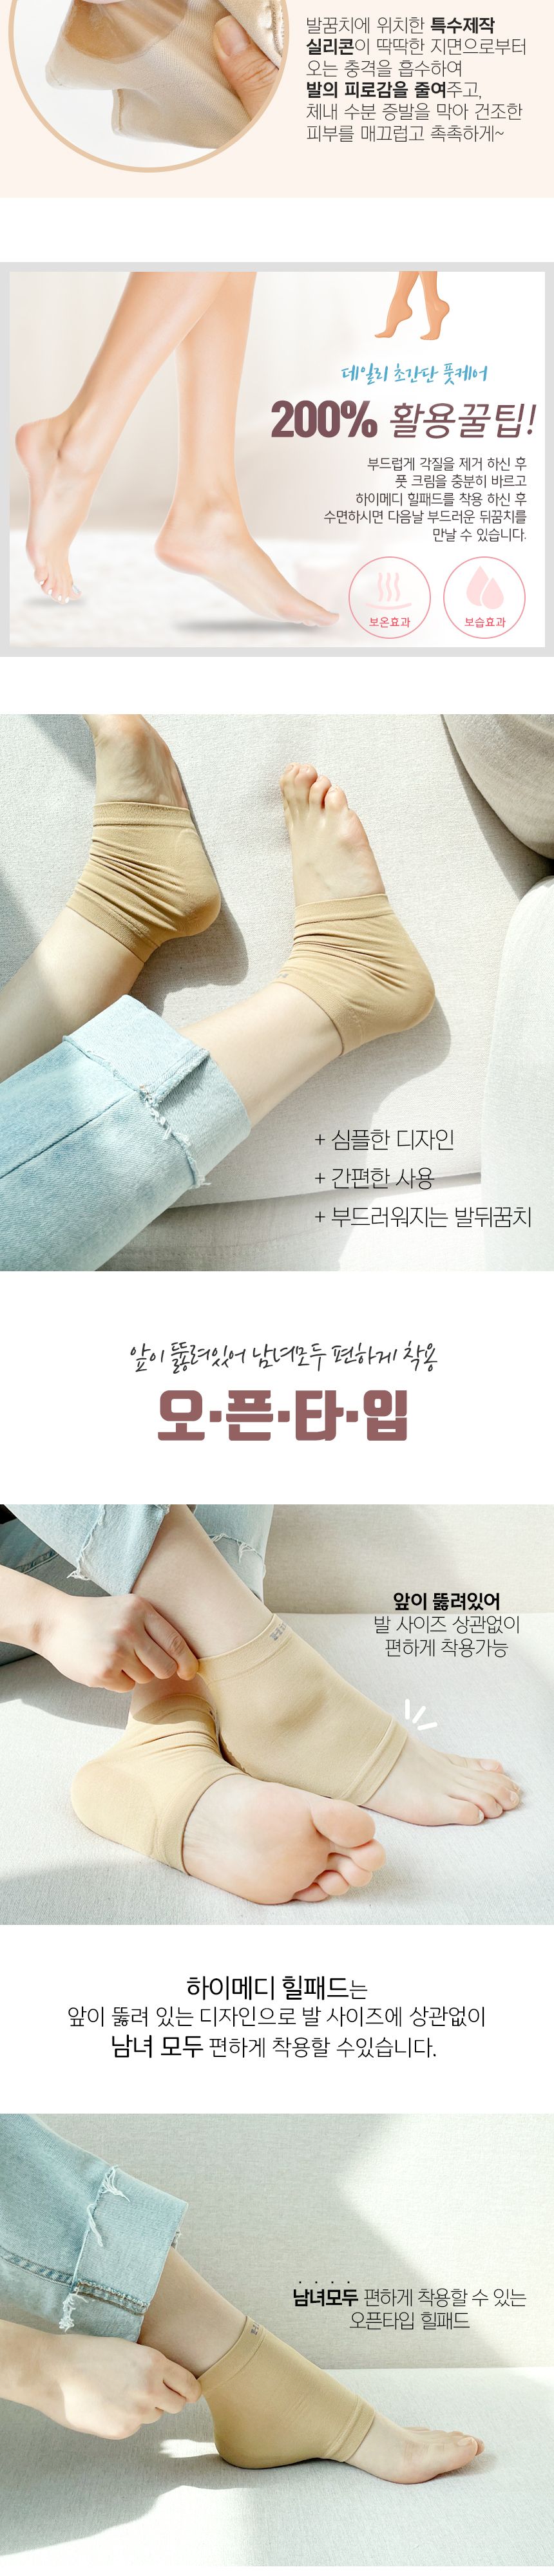 발꿈치에 위치한 특수제작
실리콘이 딱딱한 지면으로부터
오는 충격을 흡수하여
발의 피로감을 줄여주고,
체내 수분 증발을 막아 건조한
피부를 매끄럽고 촉촉하게~
데일리 초간단 풋케어
200% 활용꿀팁!
부드럽게 각질을 제거 하신 후
풋 크림을 충분히 바르고
하이메디 힐패드를 착용 하신 후
수면하시면 다음날 부드러운 뒤꿈치를
만날 수 있습니다.
보온효과
보습효과
+ 심플한 디자인
+ 간편한 사용
+ 부드러워지는 발뒤꿈치
앞이 뚫려있어 남녀모두 편하게 착용
오·픈·타·입
앞이 뚫려있어
발 사이즈 상관없이
편하게 착용가능
하이메디 힐패드는
앞이 뚫려 있는 디자인으로 발 사이즈에 상관없이
남녀 모두 편하게 착용할 수있습니다.
남녀모두 편하게 착용할 수 있는
오픈타입 힐패드